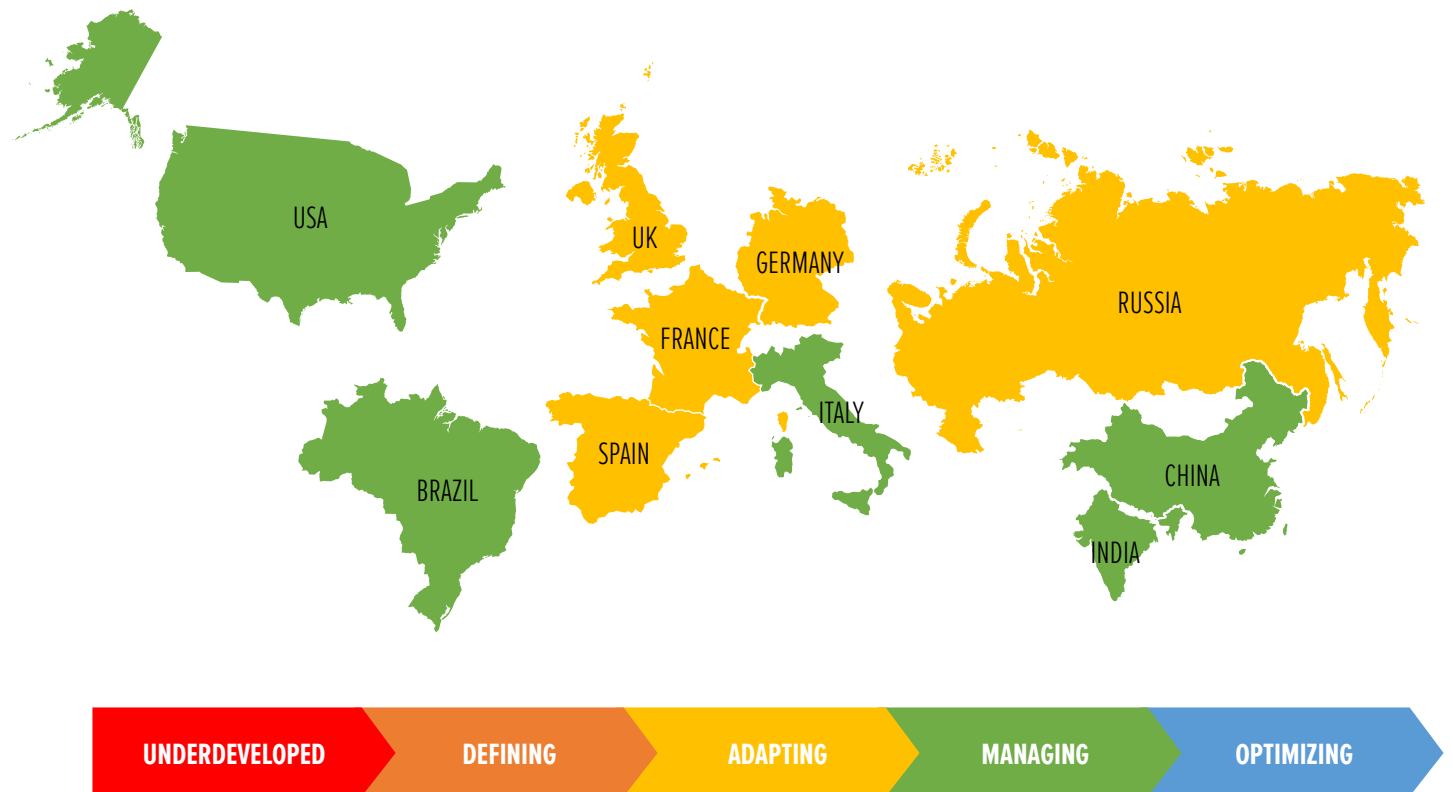 USA
UK
GERMANY
RUSSIA
FRANCE
ITALY
SPAIN
CHINA
BRAZIL
INDIA
UNDERDEVELOPED
DEFINING
ADAPTING
MANAGING
OPTIMIZING